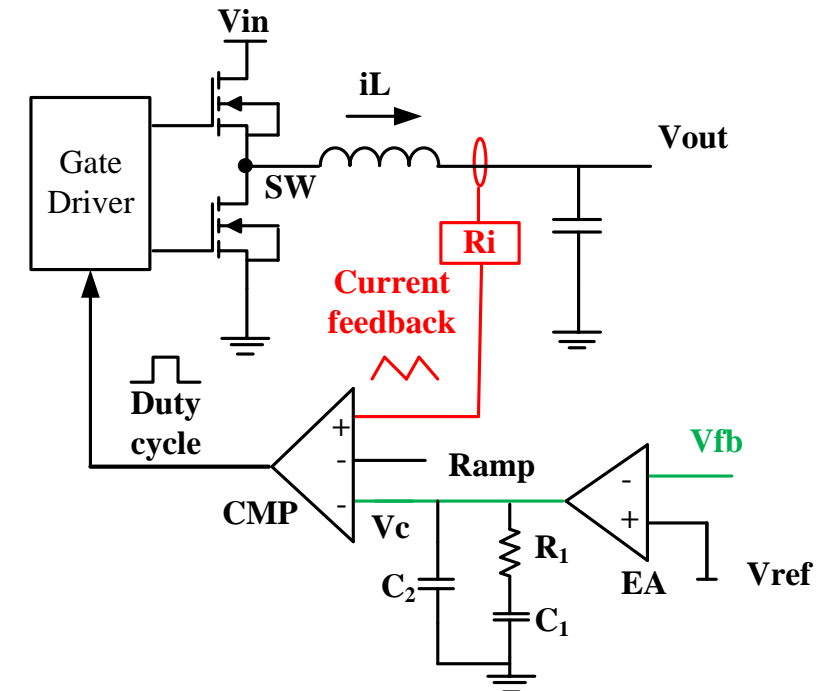 Vin
iL
Vout
Gate
Driver
SW
Ri
Current
feedback
Duty
cycle
+
-
Ramp
-
CMP
Vc
Vfb
-
+
EA
Vref
R₁
C₂
C₁